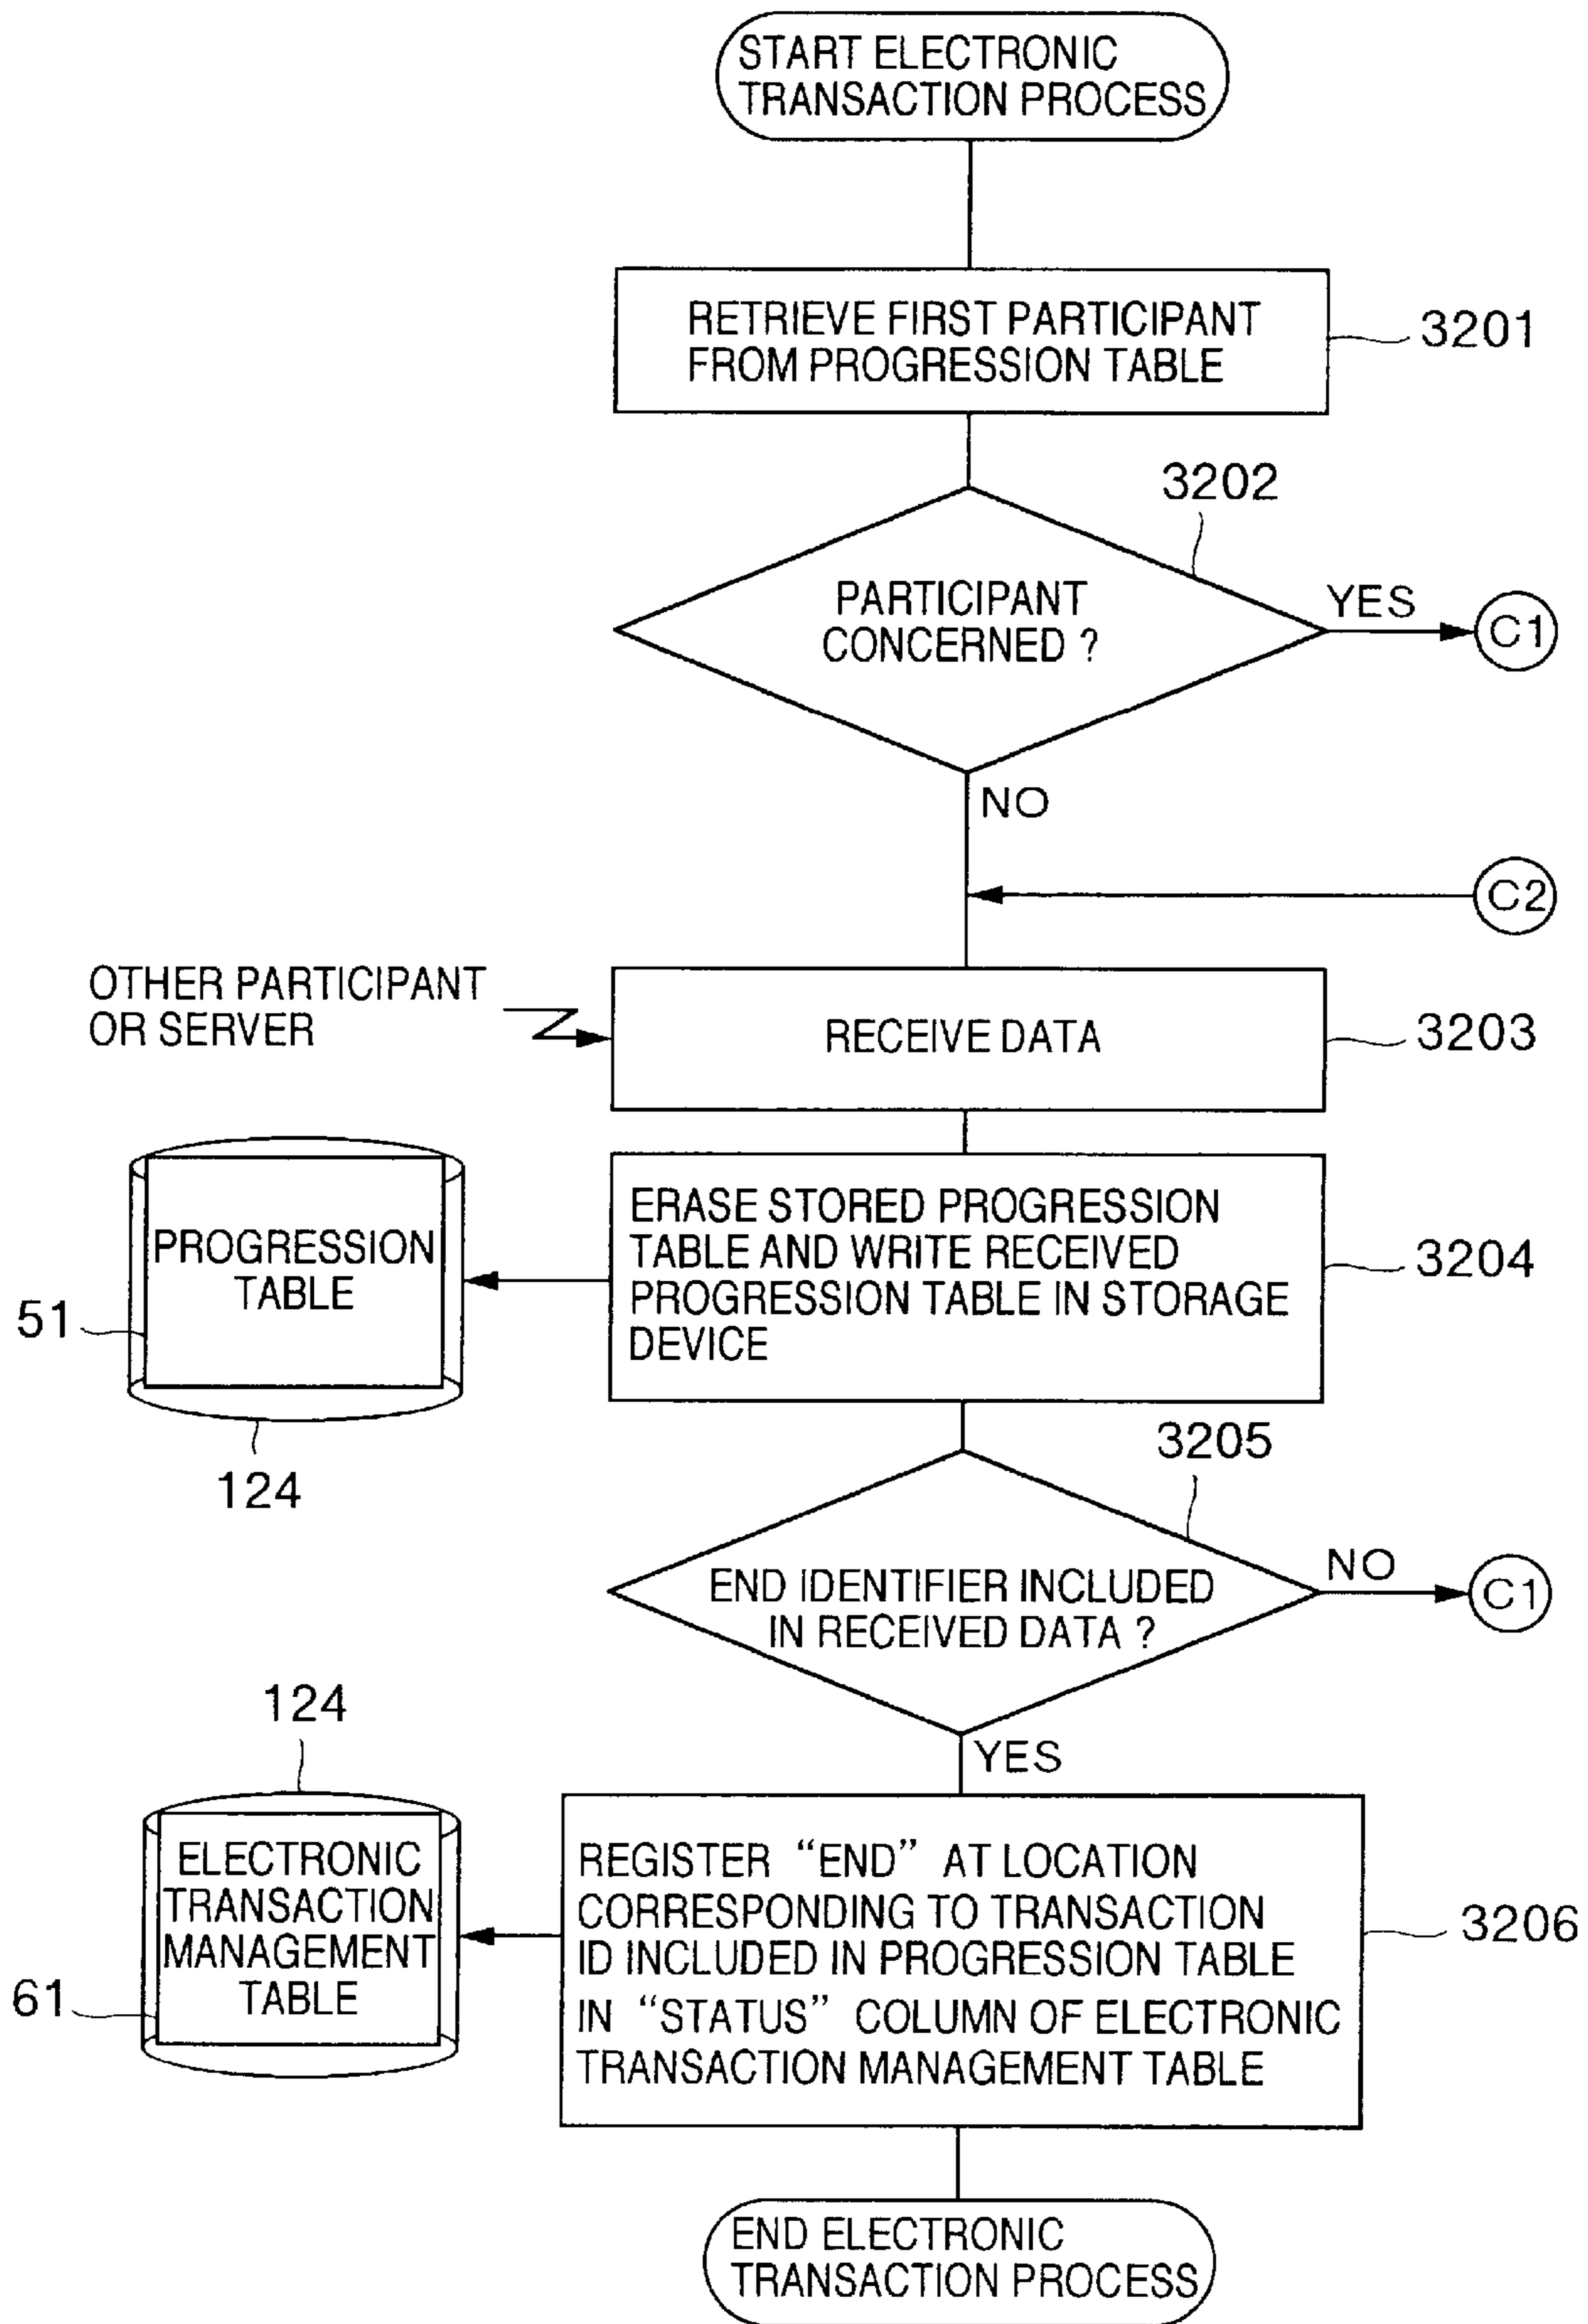 START ELECTRONIC
TRANSACTION PROCESS
RETRIEVE FIRST PARTICIPANT
FROM PROGRESSION TABLE
3201
3202
PARTICIPANT
CONCERNED ?
YES
C1
NO
C2
OTHER PARTICIPANT
OR SERVER
RECEIVE DATA
3203
PROGRESSION
TABLE
51
124
ERASE STORED PROGRESSION
TABLE AND WRITE RECEIVED
PROGRESSION TABLE IN STORAGE
DEVICE
3204
3205
END IDENTIFIER INCLUDED
IN RECEIVED DATA ?
NO
C1
YES
124
ELECTRONIC
TRANSACTION
MANAGEMENT
TABLE
61
REGISTER “END” AT LOCATION
CORRESPONDING TO TRANSACTION
ID INCLUDED IN PROGRESSION TABLE
IN “STATUS” COLUMN OF ELECTRONIC
TRANSACTION MANAGEMENT TABLE
3206
END ELECTRONIC
TRANSACTION PROCESS